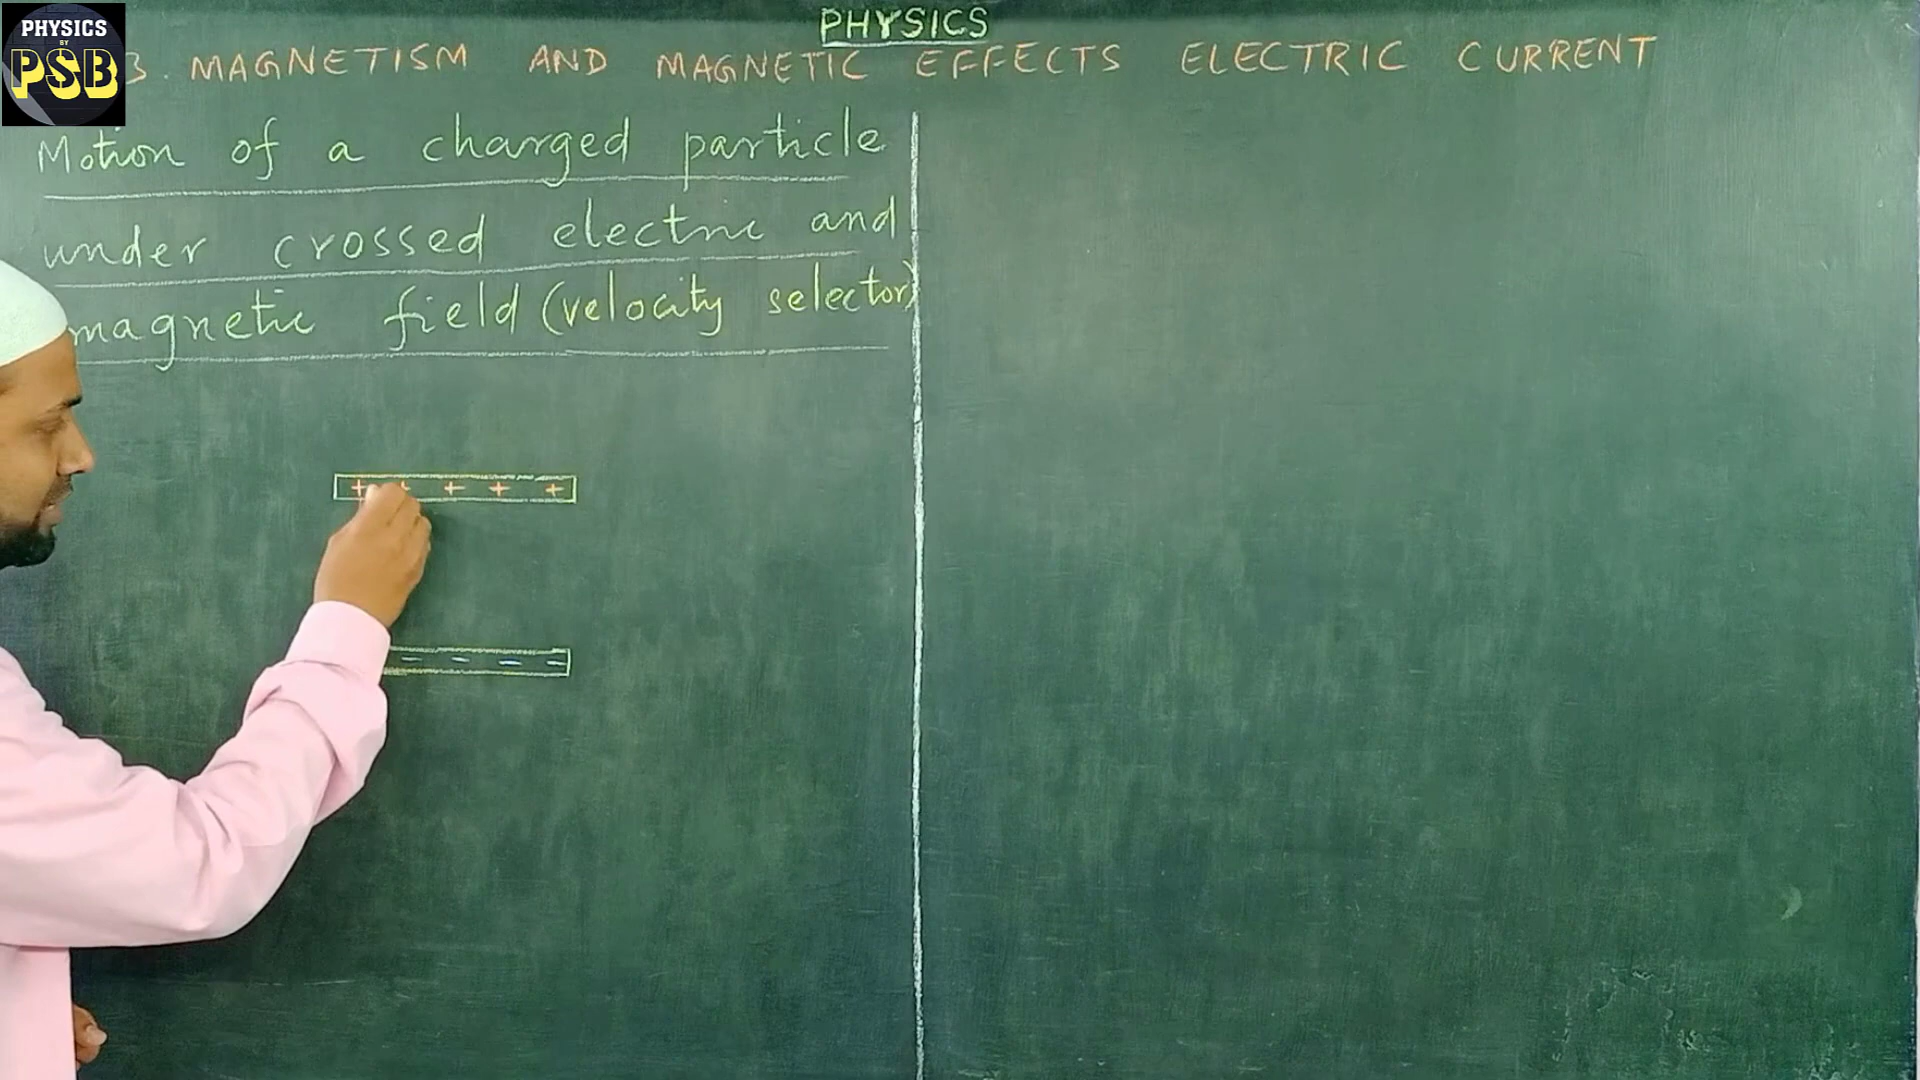 PHYSICS
BY
PSB
PHYSICS
3. MAGNETISM AND MAGNETIC EFFECTS ELECTRIC CURRENT
Motion of a charged particle
under crossed electric and
magnetic field (velocity selector)
+ + + + +
- - - -